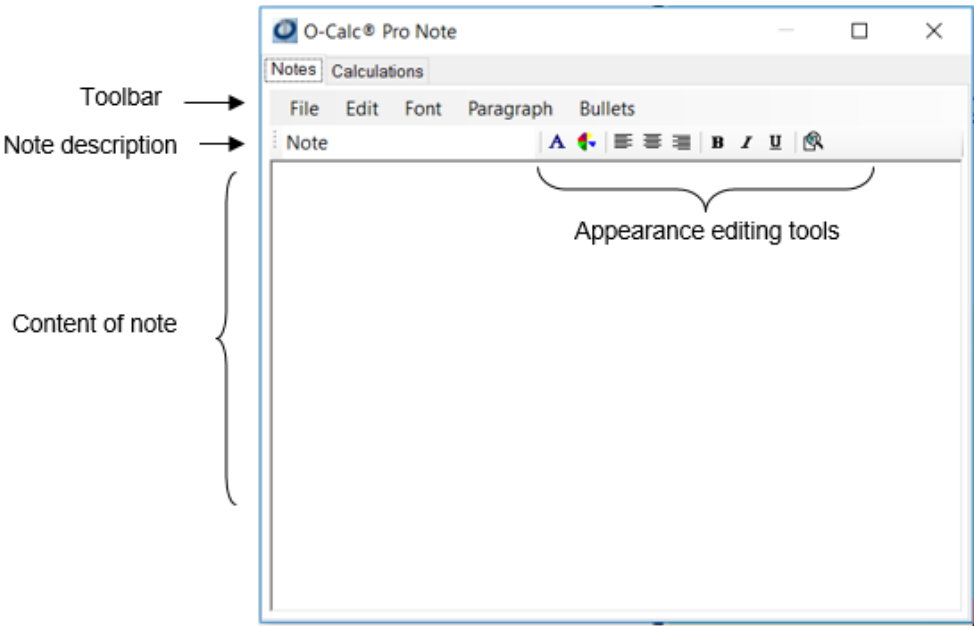 O-Calc® Pro Note
Notes Calculations
Toolbar
File Edit Font Paragraph Bullets
Note description
Note A B I U
Appearance editing tools
Content of note